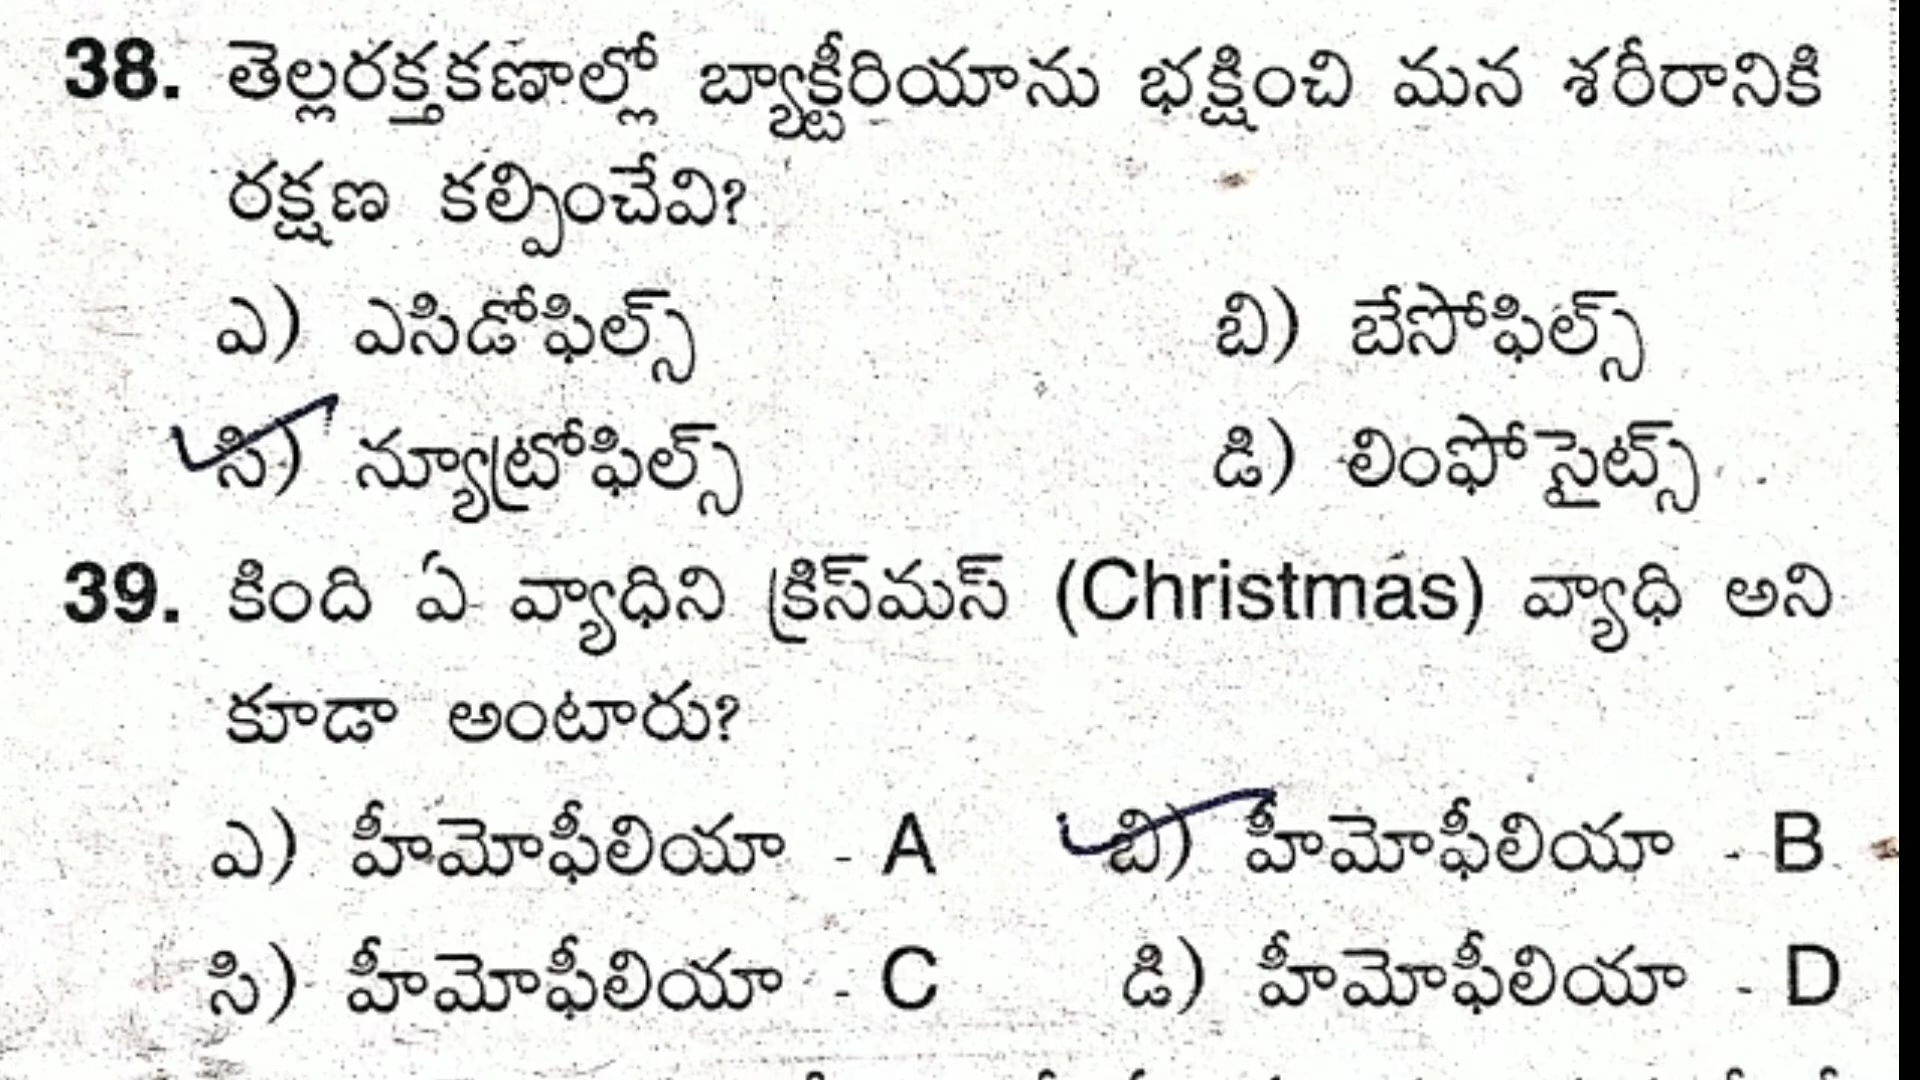 38. తెల్లరక్తకణాల్లో బ్యాక్టీరియాను భక్షించి మన శరీరానికి
రక్షణ కల్పించేవి?
ఎ) ఎసిడోఫిల్స్ బి) బేసోఫిల్స్
సి) న్యూట్రోఫిల్స్ డి) లింఫోసైట్స్
39. కింది ఏ వ్యాధిని క్రిస్‌మస్ (Christmas) వ్యాధి అని
కూడా అంటారు?
ఎ) హీమోఫీలియా - A బి) హీమోఫీలియా - B
సి) హీమోఫీలియా - C డి) హీమోఫీలియా - D